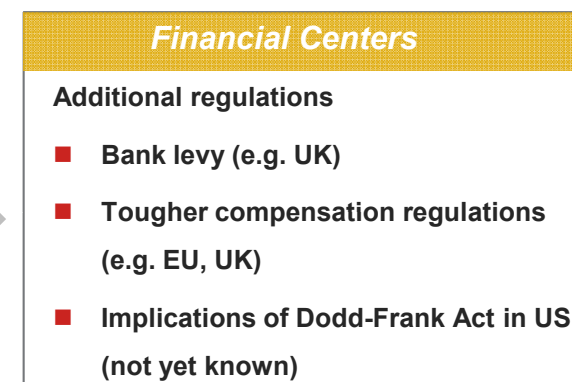 Financial Centers
Additional regulations
Bank levy (e.g. UK)
Tougher compensation regulations
(e.g. EU, UK)
Implications of Dodd-Frank Act in US
(not yet known)